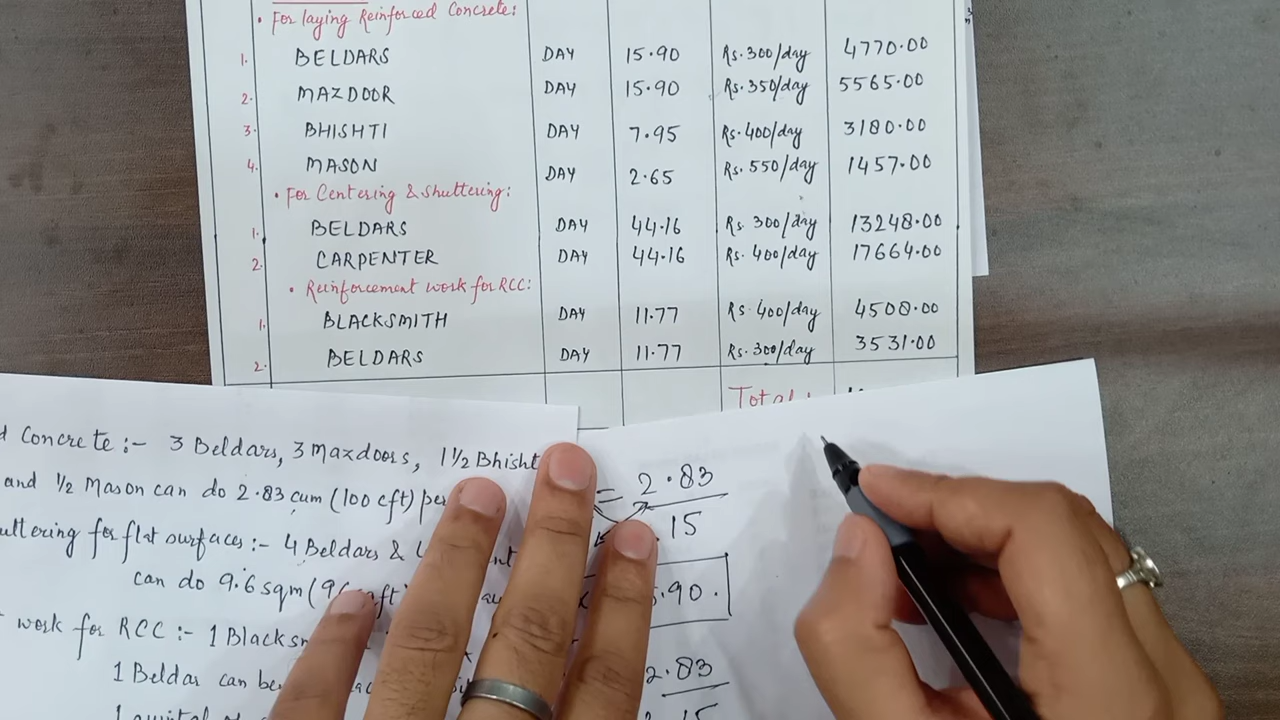 • For laying Reinforced Concrete:
1. BELDARS DAY 15.90 Rs.300/day 4770.00
2. MAZDOOR DAY 15.90 Rs.350/day 5565.00
3. BHISHTI DAY 7.95 Rs.400/day 3180.00
4. MASON DAY 2.65 Rs.550/day 1457.00
• For Centering & Shuttering:
1. BELDARS DAY 44.16 Rs. 300/day 13248.00
2. CARPENTER DAY 44.16 Rs. 400/day 17664.00
• Reinforcement work for RCC:
1. BLACKSMITH DAY 11.77 Rs. 400/day 4508.00
2. BELDARS DAY 11.77 Rs. 300/day 3531.00
Total
Concrete:- 3 Beldars, 3 Mazdoors, 1 1/2
and 1/2 Mason can do 2.83 cum (100 cft)
for flat surfaces:- 4 Beldars &
can do 9.6 sqm
work for RCC:- 1
1 Beldar can
= 2.83
15
.90.
2.83
15